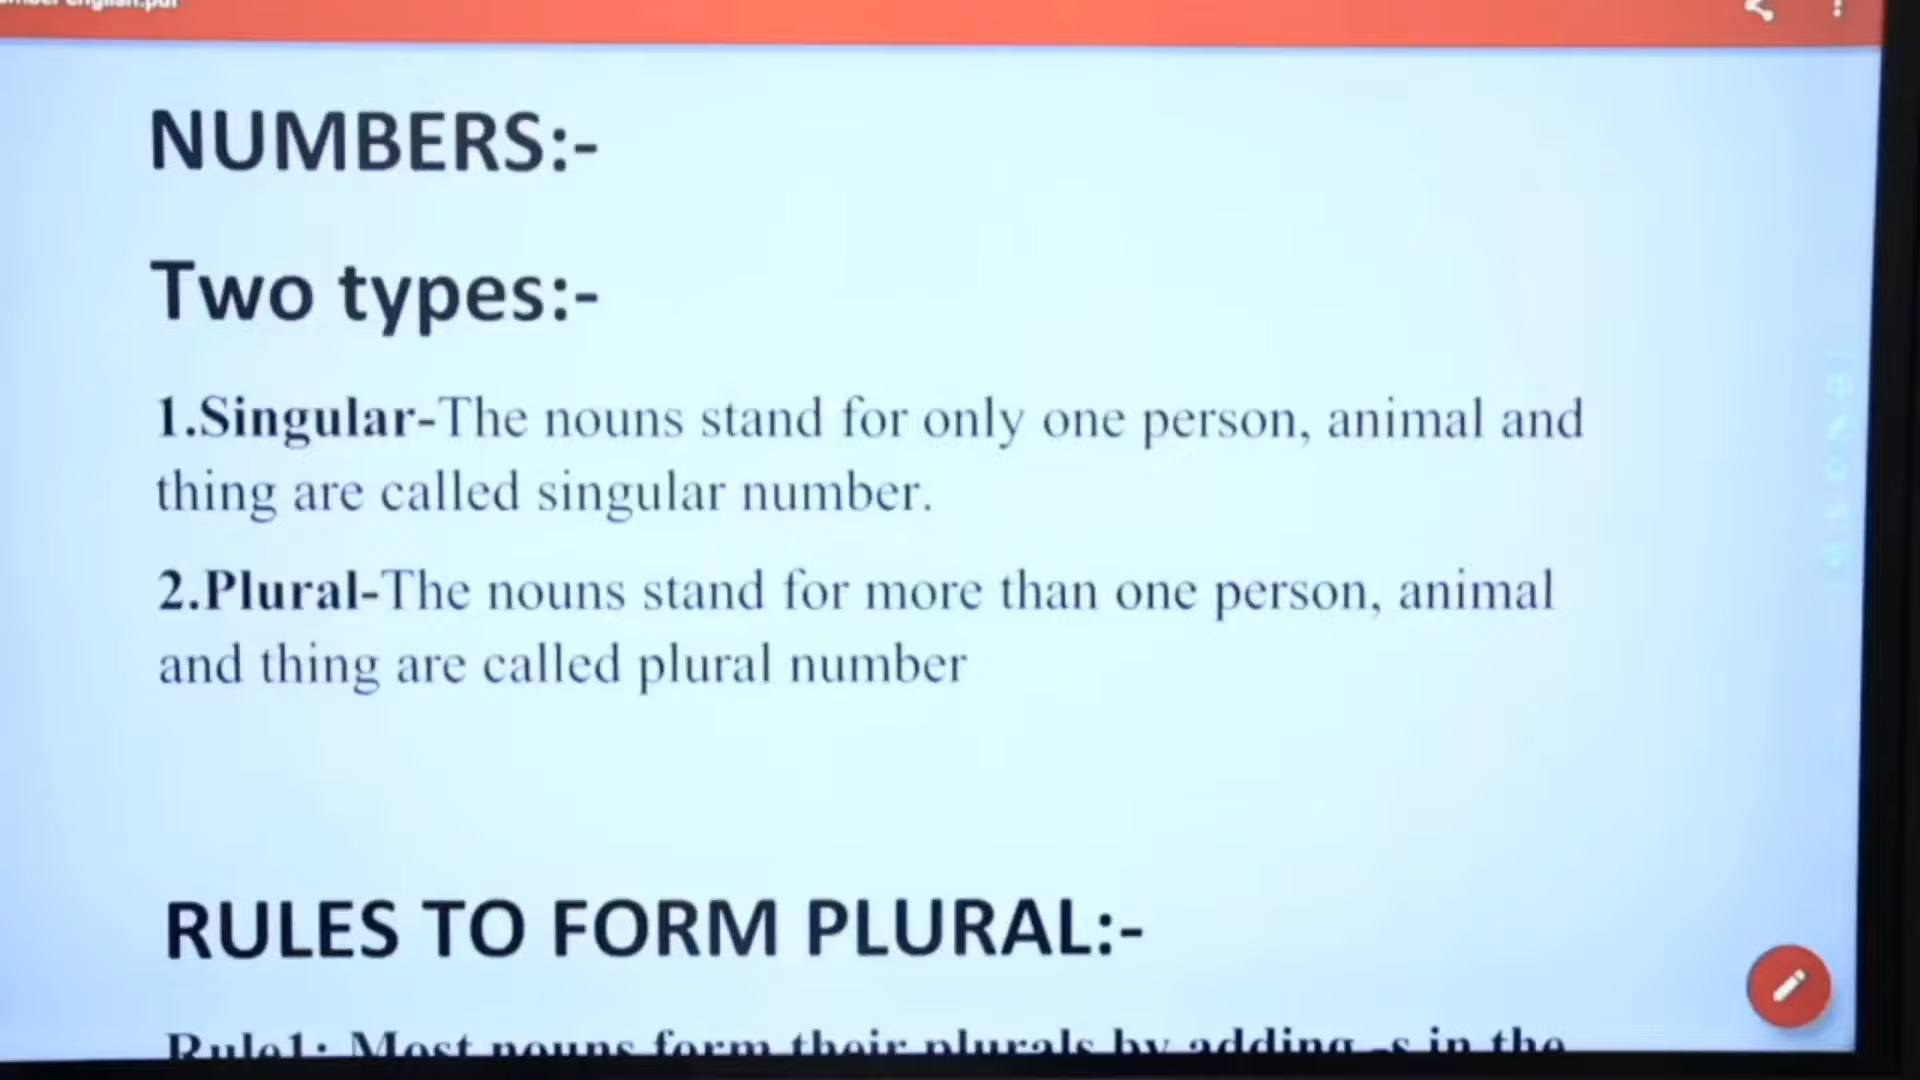 english.pdf
NUMBERS:-
Two types:-
1.Singular-The nouns stand for only one person, animal and
thing are called singular number.
2.Plural-The nouns stand for more than one person, animal
and thing are called plural number
RULES TO FORM PLURAL:-
Rule1: Most nouns form their plurals by adding -s in the